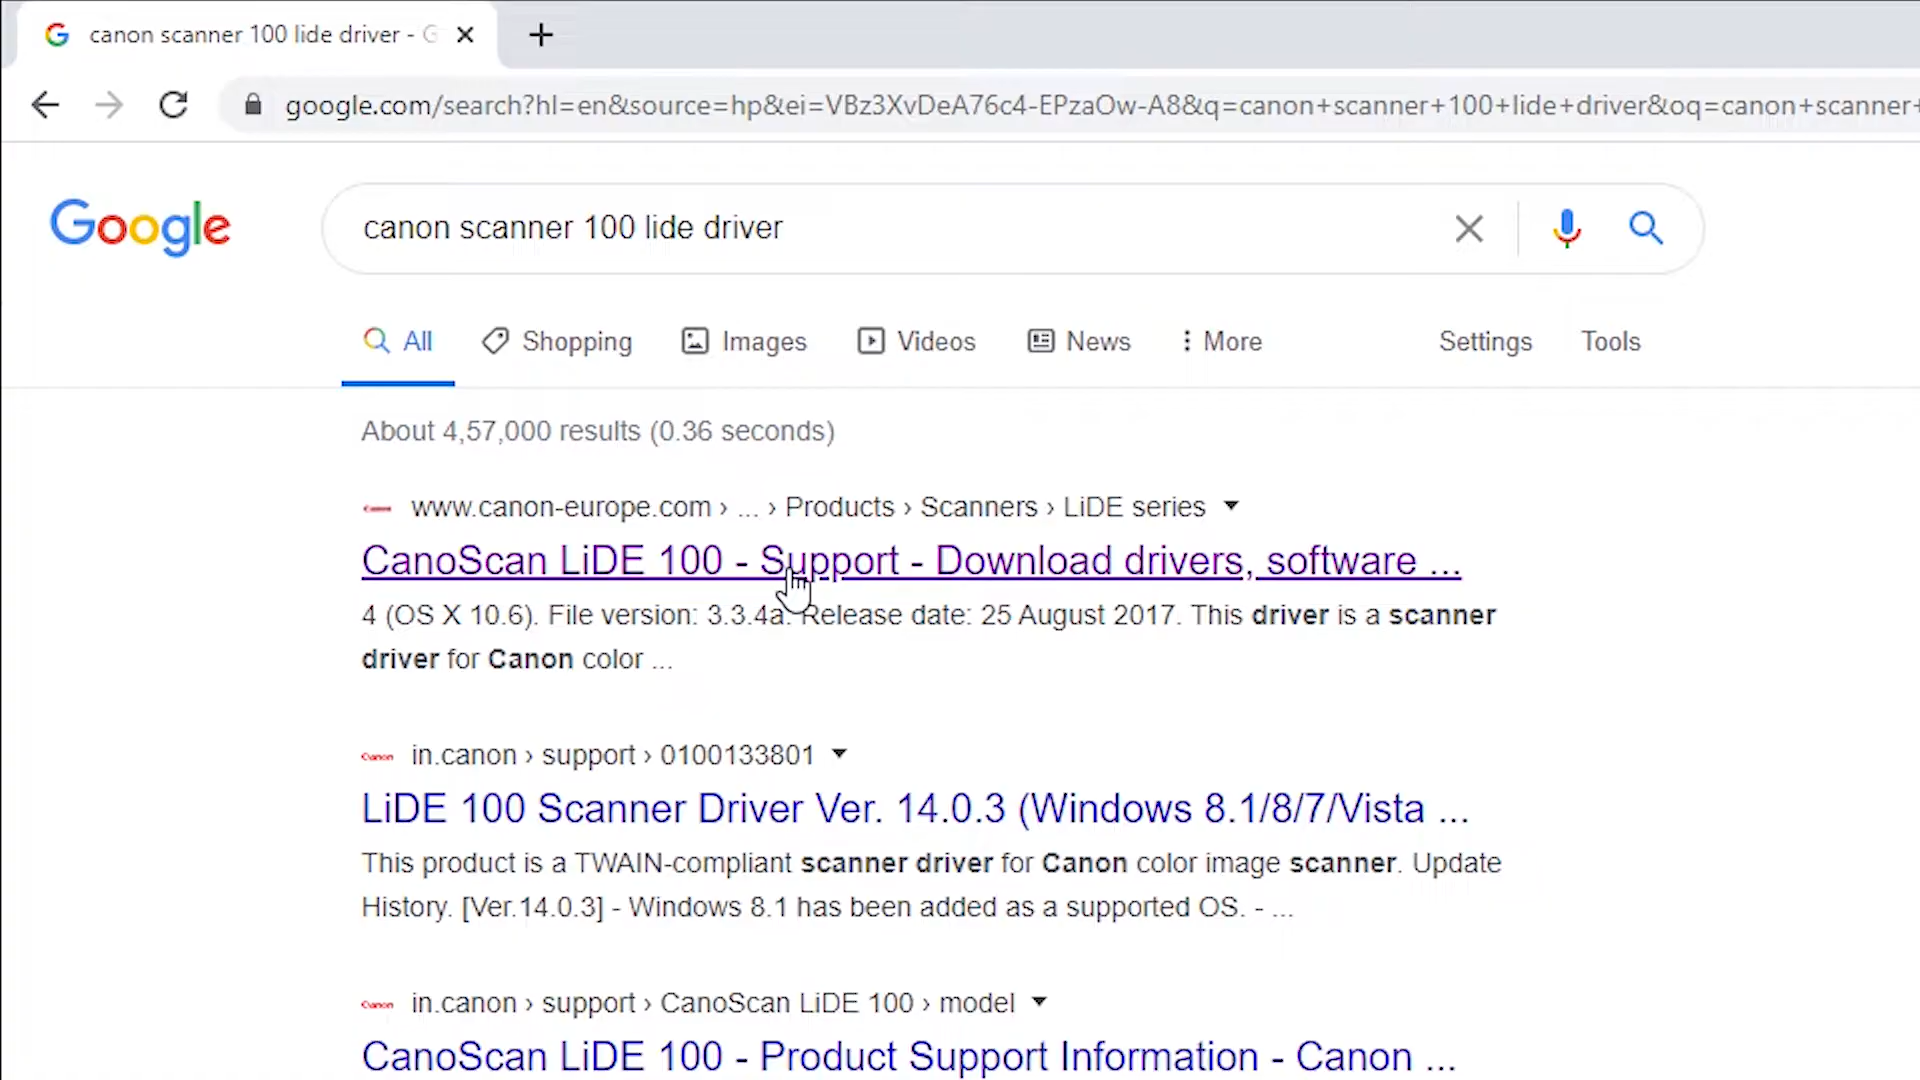 canon scanner 100 lide driver - G
google.com/search?hl=en&source=hp&ei=VBz3XvDeA76c4-EPzaOw-A8&q=canon+scanner+100+lide+driver&oq=canon+scanner+
Google
canon scanner 100 lide driver
All Shopping Images Videos News More Settings Tools
About 4,57,000 results (0.36 seconds)
Canon www.canon-europe.com › ... › Products › Scanners › LiDE series
CanoScan LiDE 100 - Support - Download drivers, software ...
4 (OS X 10.6). File version: 3.3.4a. Release date: 25 August 2017. This driver is a scanner
driver for Canon color ...
Canon in.canon › support › 0100133801
LiDE 100 Scanner Driver Ver. 14.0.3 (Windows 8.1/8/7/Vista ...
This product is a TWAIN-compliant scanner driver for Canon color image scanner. Update
History. [Ver.14.0.3] - Windows 8.1 has been added as a supported OS. - ...
Canon in.canon › support › CanoScan LiDE 100 › model
CanoScan LiDE 100 - Product Support Information - Canon ...